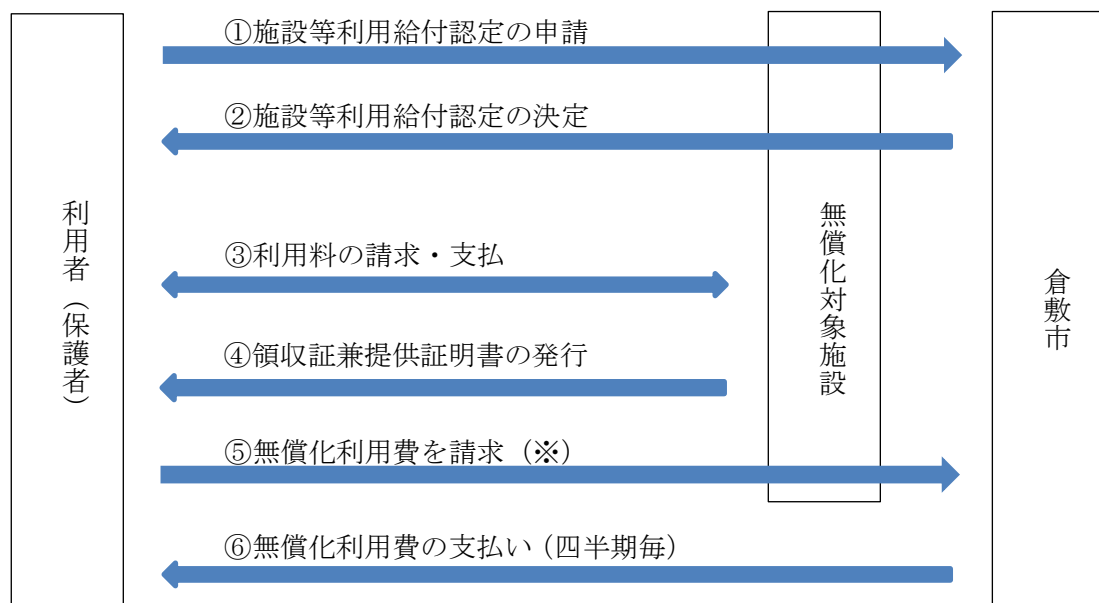 ①施設等利用給付認定の申請
②施設等利用給付認定の決定
③利用料の請求・支払
④領収証兼提供証明書の発行
⑤無償化利用費を請求（※）
⑥無償化利用費の支払い（四半期毎）
利用者（保護者）
無償化対象施設
倉敷市